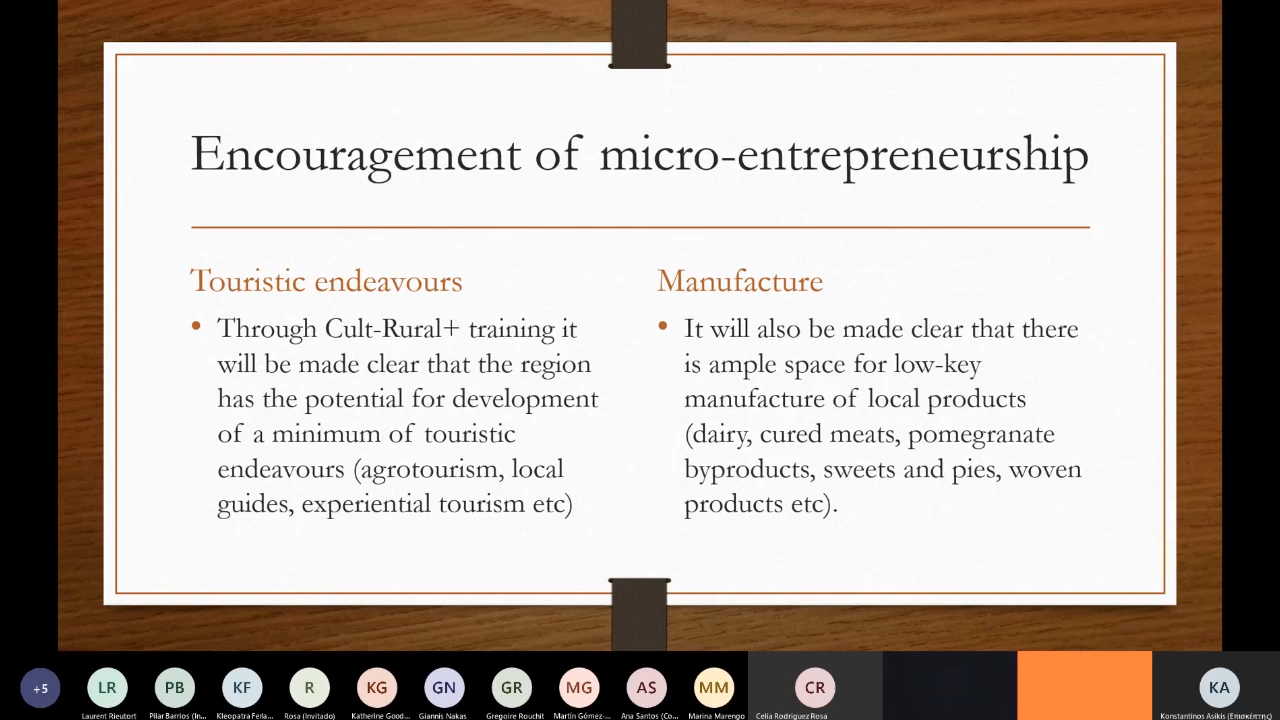 Encouragement of micro-entrepreneurship
Touristic endeavours
• Through Cult-Rural+ training it
will be made clear that the region
has the potential for development
of a minimum of touristic
endeavours (agrotourism, local
guides, experiential tourism etc)
Manufacture
• It will also be made clear that there
is ample space for low-key
manufacture of local products
(dairy, cured meats, pomegranate
byproducts, sweets and pies, woven
products etc).
+5
LR
PB
KF
R
KG
GN
GR
MG
AS
MM
CR
KA
Laurent Rieutort
Pilar Barrios (In...
Kleopatra Ferla...
Rosa (Invitado)
Katherine Good...
Giannis Nakas
Gregoire Rouchit
Martín Gómez-...
Ana Santos (Co...
Marina Marengo
Celia Rodriguez Rosa
Konstantinos Asikis (Επισκέπτης)